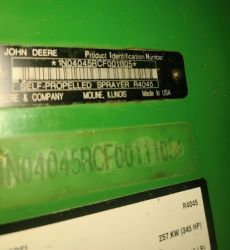 JOHN DEERE Product Identification Number
*1N04045RCF0011105*
SELF-PROPELLED SPRAYER R4045
DEERE & COMPANY MOLINE, ILLINOIS Made In USA
1N04045RCF0011105*
R4045
257 KW (345 HP)